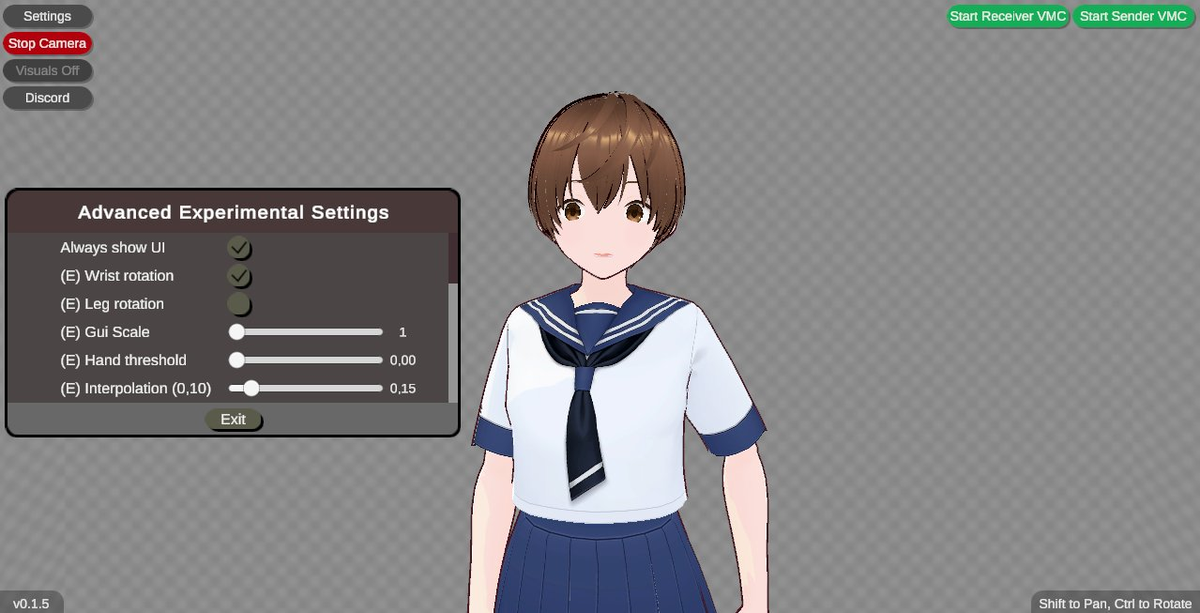 Settings
Stop Camera
Visuals Off
Discord
Start Receiver VMC
Start Sender VMC
Advanced Experimental Settings
Always show UI
(E) Wrist rotation
(E) Leg rotation
(E) Gui Scale 1
(E) Hand threshold 0,00
(E) Interpolation (0,10) 0,15
Exit
v0.1.5
Shift to Pan, Ctrl to Rotate